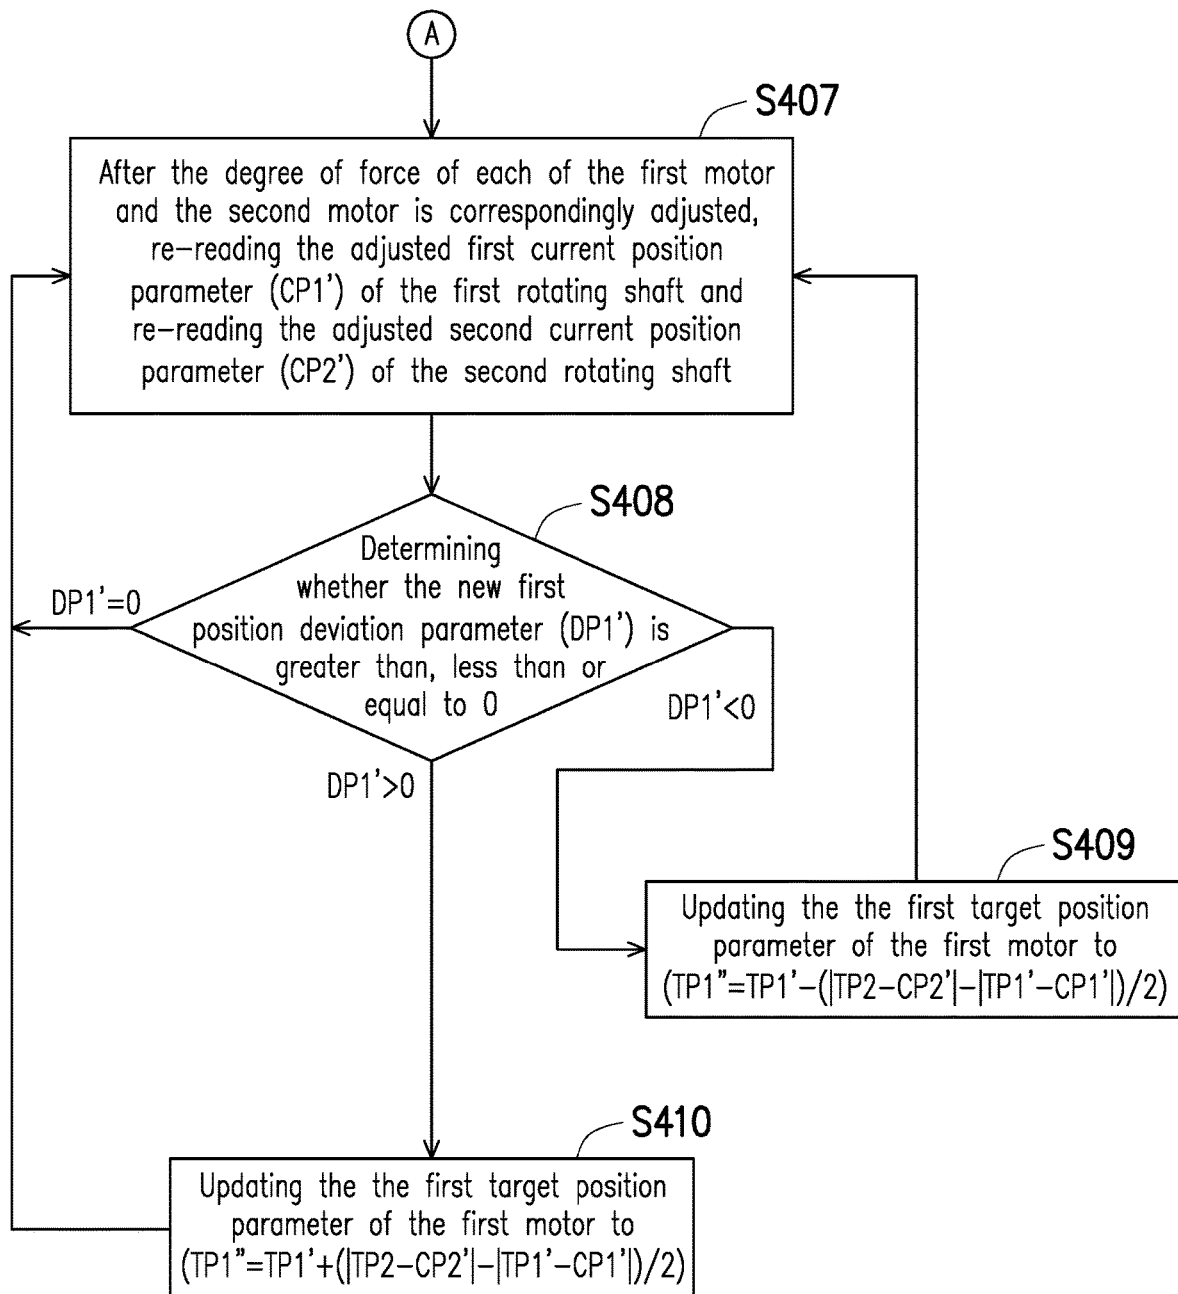 A
S407
After the degree of force of each of the first motor
and the second motor is correspondingly adjusted,
re-reading the adjusted first current position
parameter (CP1') of the first rotating shaft and
re-reading the adjusted second current position
parameter (CP2') of the second rotating shaft
S408
Determining
whether the new first
position deviation parameter (DP1') is
greater than, less than or
equal to 0
DP1'=0
DP1'<0
DP1'>0
S409
Updating the the first target position
parameter of the first motor to
(TP1"=TP1'-(|TP2-CP2'|-|TP1'-CP1'|)/2)
S410
Updating the the first target position
parameter of the first motor to
(TP1"=TP1'+(|TP2-CP2'|-|TP1'-CP1'|)/2)